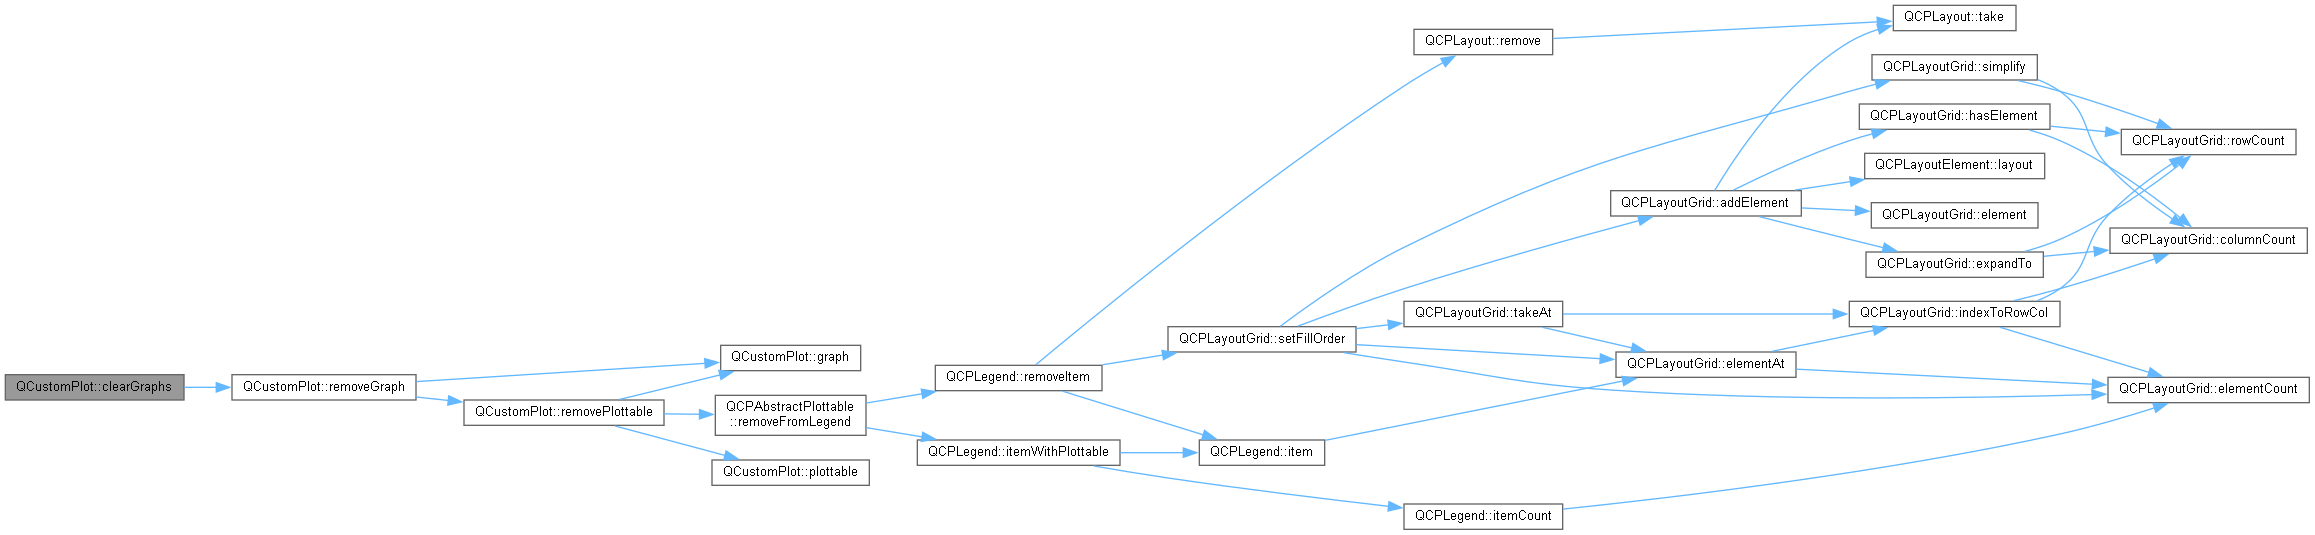 QCustomPlot::clearGraphs
QCustomPlot::removeGraph
QCustomPlot::graph
QCustomPlot::removePlottable
QCPAbstractPlottable
::removeFromLegend
QCustomPlot::plottable
QCPLegend::removeItem
QCPLegend::itemWithPlottable
QCPLayoutGrid::setFillOrder
QCPLegend::item
QCPLayout::remove
QCPLayoutGrid::takeAt
QCPLegend::itemCount
QCPLayoutGrid::addElement
QCPLayoutGrid::elementAt
QCPLayout::take
QCPLayoutGrid::simplify
QCPLayoutGrid::hasElement
QCPLayoutElement::layout
QCPLayoutGrid::element
QCPLayoutGrid::expandTo
QCPLayoutGrid::indexToRowCol
QCPLayoutGrid::rowCount
QCPLayoutGrid::columnCount
QCPLayoutGrid::elementCount